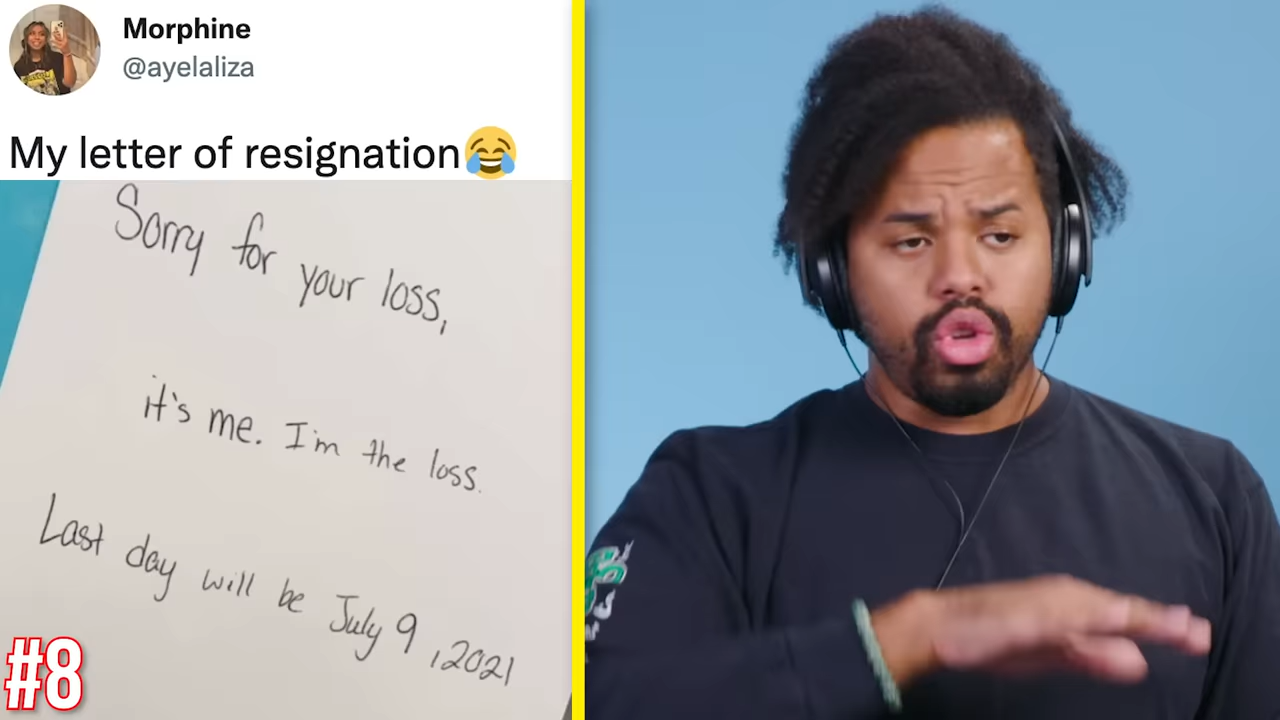 Morphine
@ayelaliza
My letter of resignation😂
Sorry for your loss,
it's me. I'm the loss.
Last day will be July 9, 2021
#8